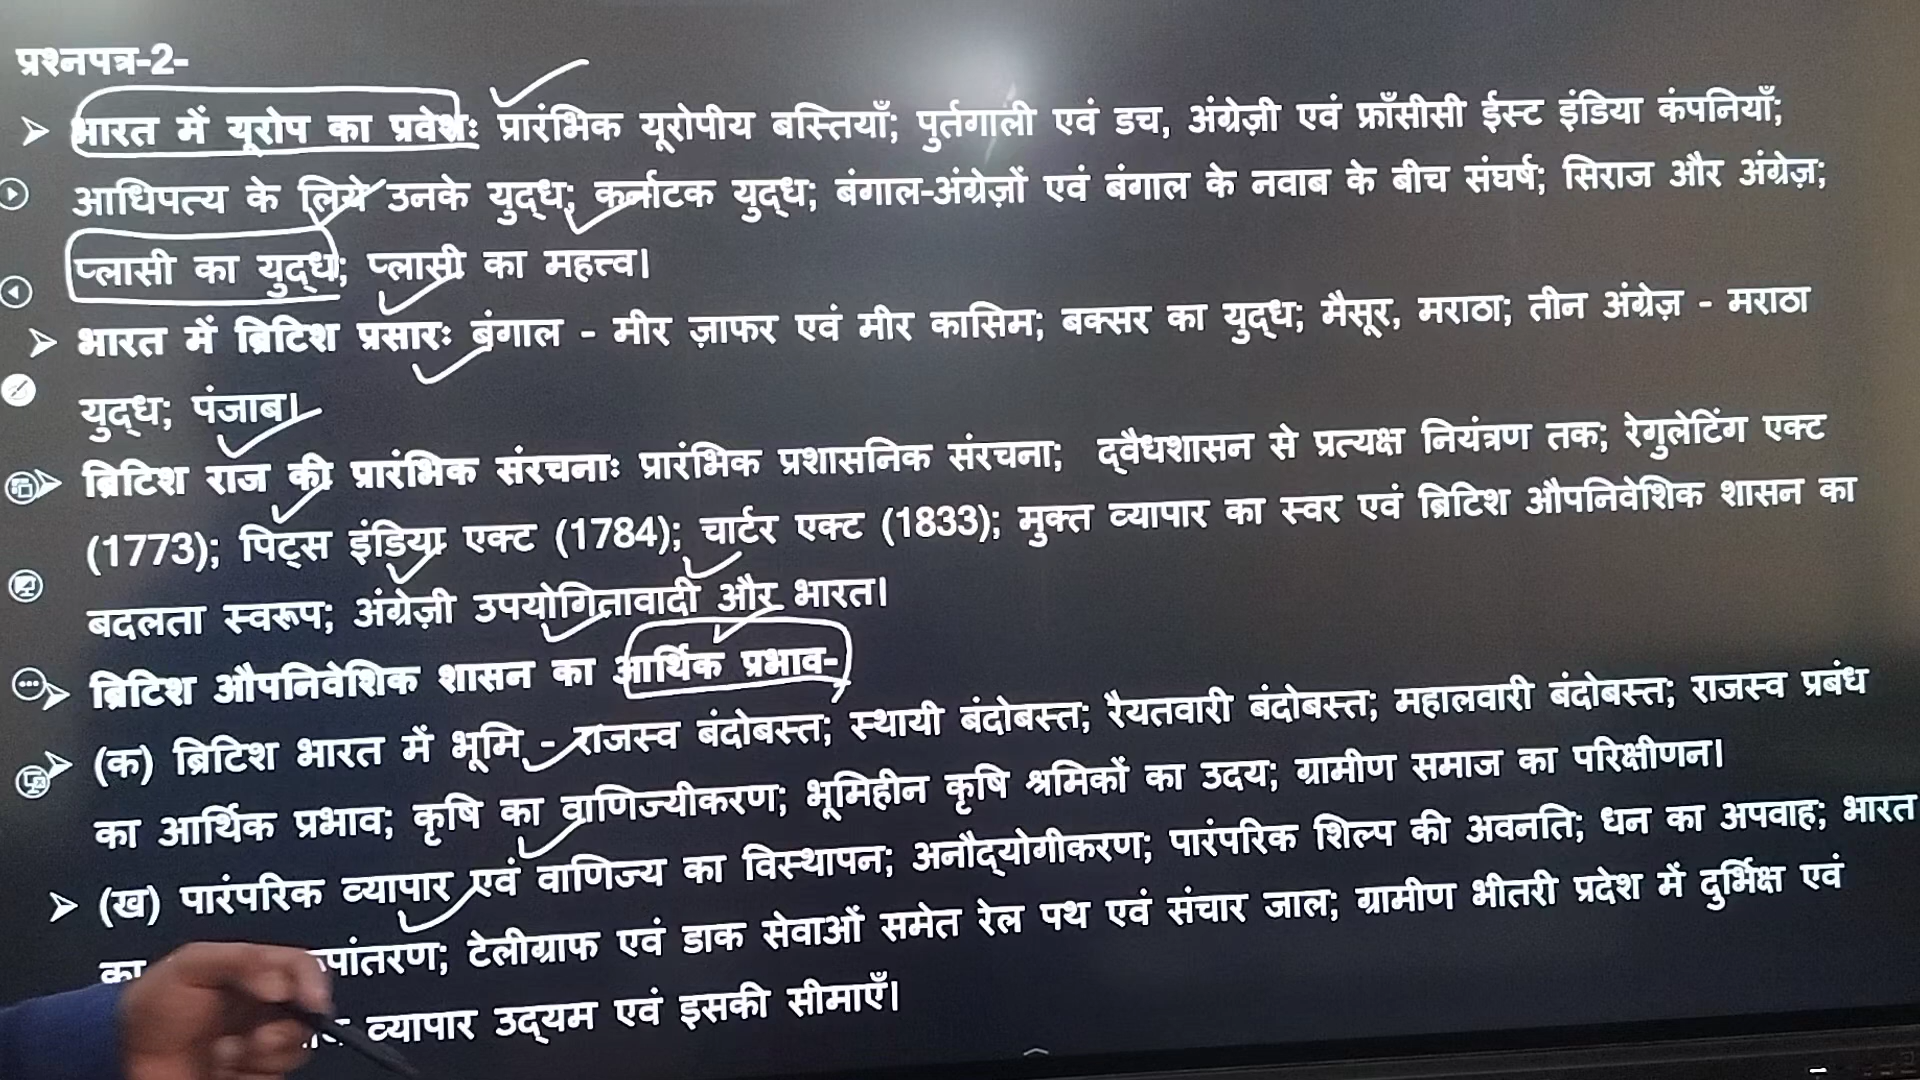 प्रश्नपत्र-2-
➤ भारत में यूरोप का प्रवेशः प्रारंभिक यूरोपीय बस्तियाँ; पुर्तगाली एवं डच, अंग्रेज़ी एवं फ्राँसीसी ईस्ट इंडिया कंपनियाँ;
आधिपत्य के लिये उनके युद्ध; कर्नाटक युद्ध; बंगाल-अंग्रेज़ों एवं बंगाल के नवाब के बीच संघर्ष; सिराज और अंग्रेज़;
प्लासी का युद्ध; प्लासी का महत्त्व।
➤ भारत में ब्रिटिश प्रसारः बंगाल - मीर ज़ाफर एवं मीर कासिम; बक्सर का युद्ध; मैसूर, मराठा; तीन अंग्रेज़ - मराठा
युद्ध; पंजाब।
➤ ब्रिटिश राज की प्रारंभिक संरचनाः प्रारंभिक प्रशासनिक संरचना; द्वैधशासन से प्रत्यक्ष नियंत्रण तक; रेगुलेटिंग एक्ट
(1773); पिट्स इंडिया एक्ट (1784); चार्टर एक्ट (1833); मुक्त व्यापार का स्वर एवं ब्रिटिश औपनिवेशिक शासन का
बदलता स्वरूप; अंग्रेज़ी उपयोगितावादी और भारत।
➤ ब्रिटिश औपनिवेशिक शासन का आर्थिक प्रभाव-
➤ (क) ब्रिटिश भारत में भूमि - राजस्व बंदोबस्त; स्थायी बंदोबस्त; रैयतवारी बंदोबस्त; महालवारी बंदोबस्त; राजस्व प्रबंध
का आर्थिक प्रभाव; कृषि का वाणिज्यीकरण; भूमिहीन कृषि श्रमिकों का उदय; ग्रामीण समाज का परिक्षीणन।
➤ (ख) पारंपरिक व्यापार एवं वाणिज्य का विस्थापन; अनौद्योगीकरण; पारंपरिक शिल्प की अवनति; धन का अपवाह; भारत
का टेलीग्राफ एवं डाक सेवाओं समेत रेल पथ एवं संचार जाल; ग्रामीण भीतरी प्रदेश में दुर्भिक्ष एवं
व्यापार उद्यम एवं इसकी सीमाएँ।